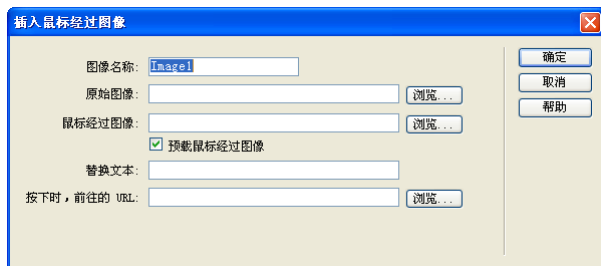 插入鼠标经过图像
图像名称: Image1
原始图像: 浏览...
鼠标经过图像: 浏览...
预载鼠标经过图像
替换文本:
按下时，前往的 URL: 浏览...
确定
取消
帮助